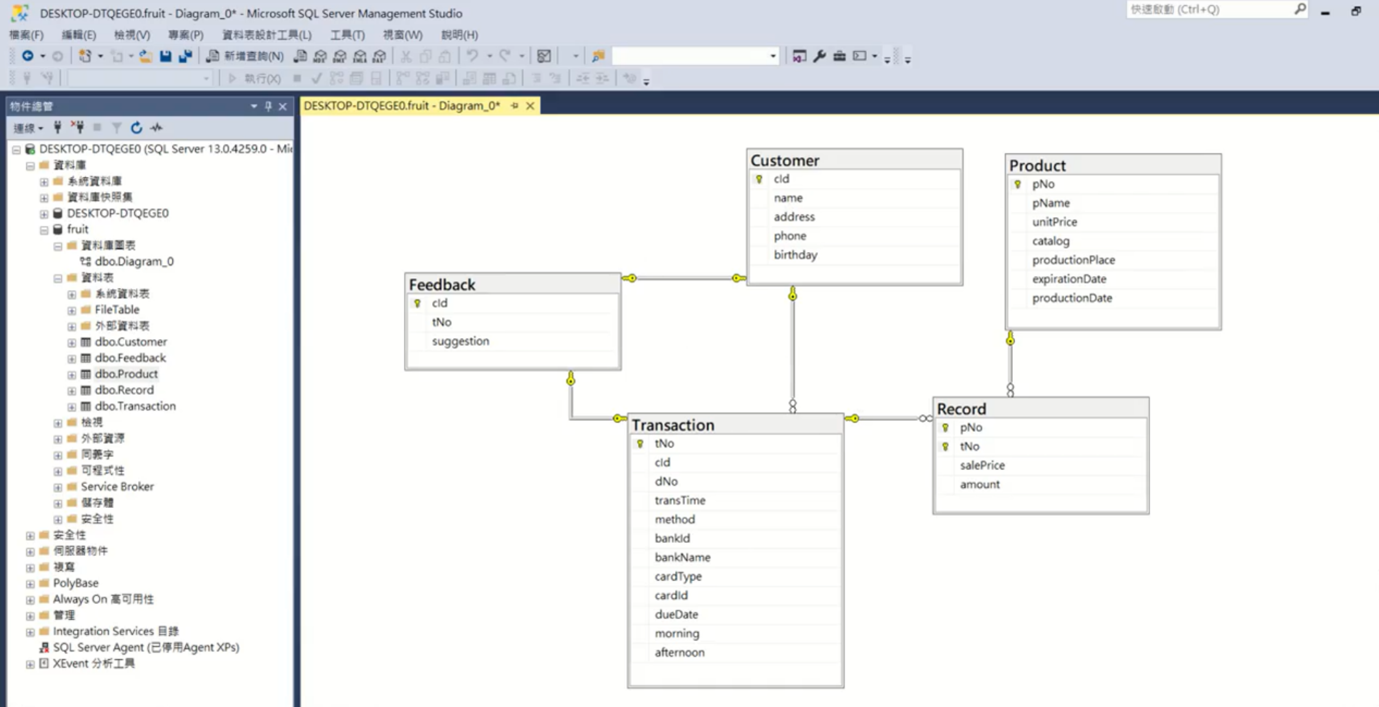 DESKTOP-DTQEGE0.fruit - Diagram_0* - Microsoft SQL Server Management Studio
快速啟動 (Ctrl+Q)
檔案(F) 編輯(E) 檢視(V) 專案(P) 資料表設計工具(L) 工具(T) 視窗(W) 說明(H)
新增查詢(N)
執行(X)
物件總管
DESKTOP-DTQEGE0.fruit - Diagram_0*
連線
DESKTOP-DTQEGE0 (SQL Server 13.0.4259.0 - Mi
資料庫
系統資料庫
資料庫快照集
DESKTOP-DTQEGE0
fruit
資料庫圖表
dbo.Diagram_0
資料表
系統資料表
FileTable
外部資料表
dbo.Customer
dbo.Feedback
dbo.Product
dbo.Record
dbo.Transaction
檢視
外部資源
同義字
可程式性
Service Broker
儲存體
安全性
安全性
伺服器物件
複寫
PolyBase
Always On 高可用性
管理
Integration Services 目錄
SQL Server Agent (已停用Agent XPs)
XEvent 分析工具
Customer
cId
name
address
phone
birthday
Product
pNo
pName
unitPrice
catalog
productionPlace
expirationDate
productionDate
Feedback
cId
tNo
suggestion
Transaction
tNo
cId
dNo
transTime
method
bankId
bankName
cardType
cardId
dueDate
morning
afternoon
Record
pNo
tNo
salePrice
amount